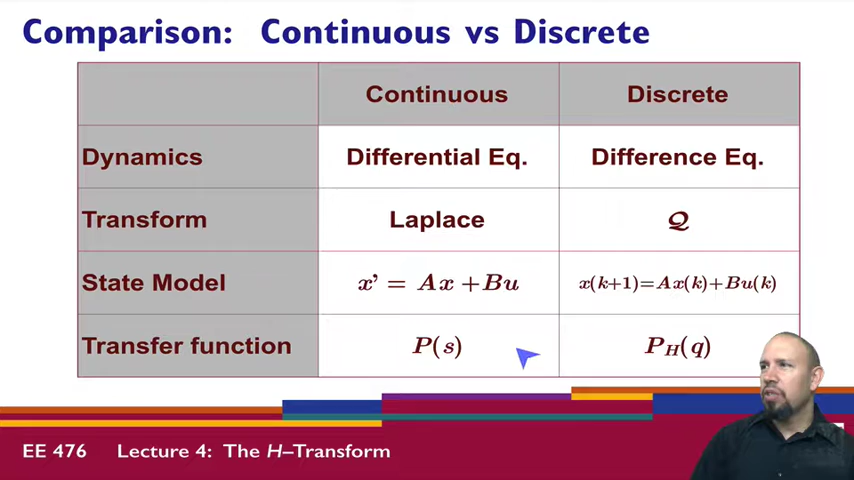 Comparison: Continuous vs Discrete
Continuous Discrete
Dynamics Differential Eq. Difference Eq.
Transform Laplace 𝒬
State Model x' = Ax +Bu x(k+1)=Ax(k)+Bu(k)
Transfer function P(s) P_H(q)
EE 476 Lecture 4: The H–Transform